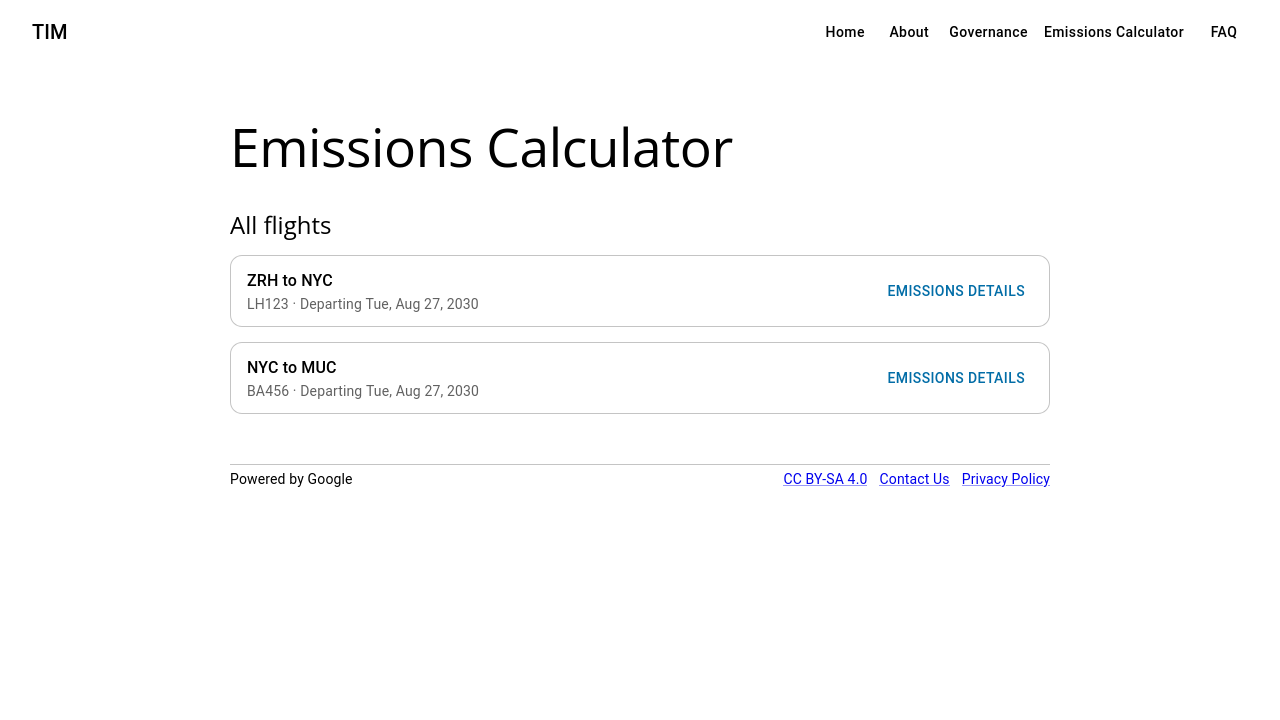 TIM
Home About Governance Emissions Calculator FAQ
Emissions Calculator
All flights
ZRH to NYC
LH123 · Departing Tue, Aug 27, 2030
EMISSIONS DETAILS
NYC to MUC
BA456 · Departing Tue, Aug 27, 2030
EMISSIONS DETAILS
Powered by Google
CC BY-SA 4.0 Contact Us Privacy Policy